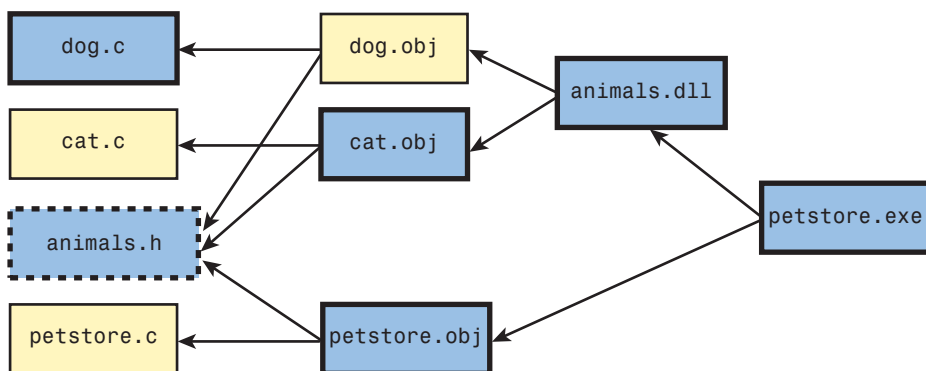 dog.c
dog.obj
animals.dll
cat.c
cat.obj
petstore.exe
animals.h
petstore.c
petstore.obj